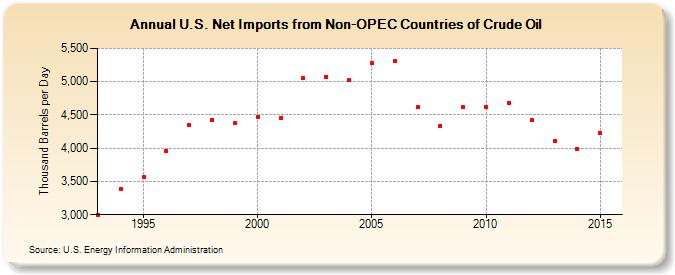 Annual U.S. Net Imports from Non-OPEC Countries of Crude Oil
Thousand Barrels per Day
5,500
5,000
4,500
4,000
3,500
3,000
1995 2000 2005 2010 2015
Source: U.S. Energy Information Administration